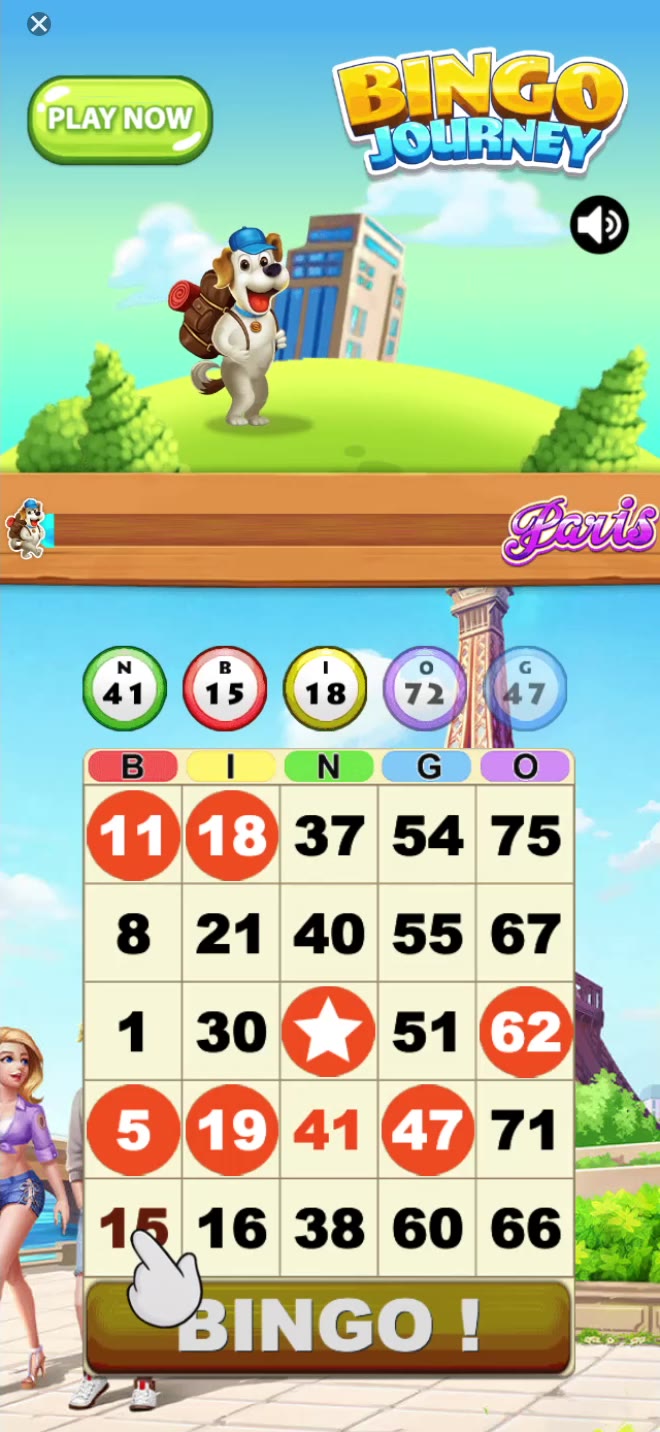 PLAY NOW
BINGO
JOURNEY
Paris
N B I O G
41 15 18 72 47
B I N G O
11 18 37 54 75
8 21 40 55 67
1 30 51 62
5 19 41 47 71
15 16 38 60 66
BINGO !